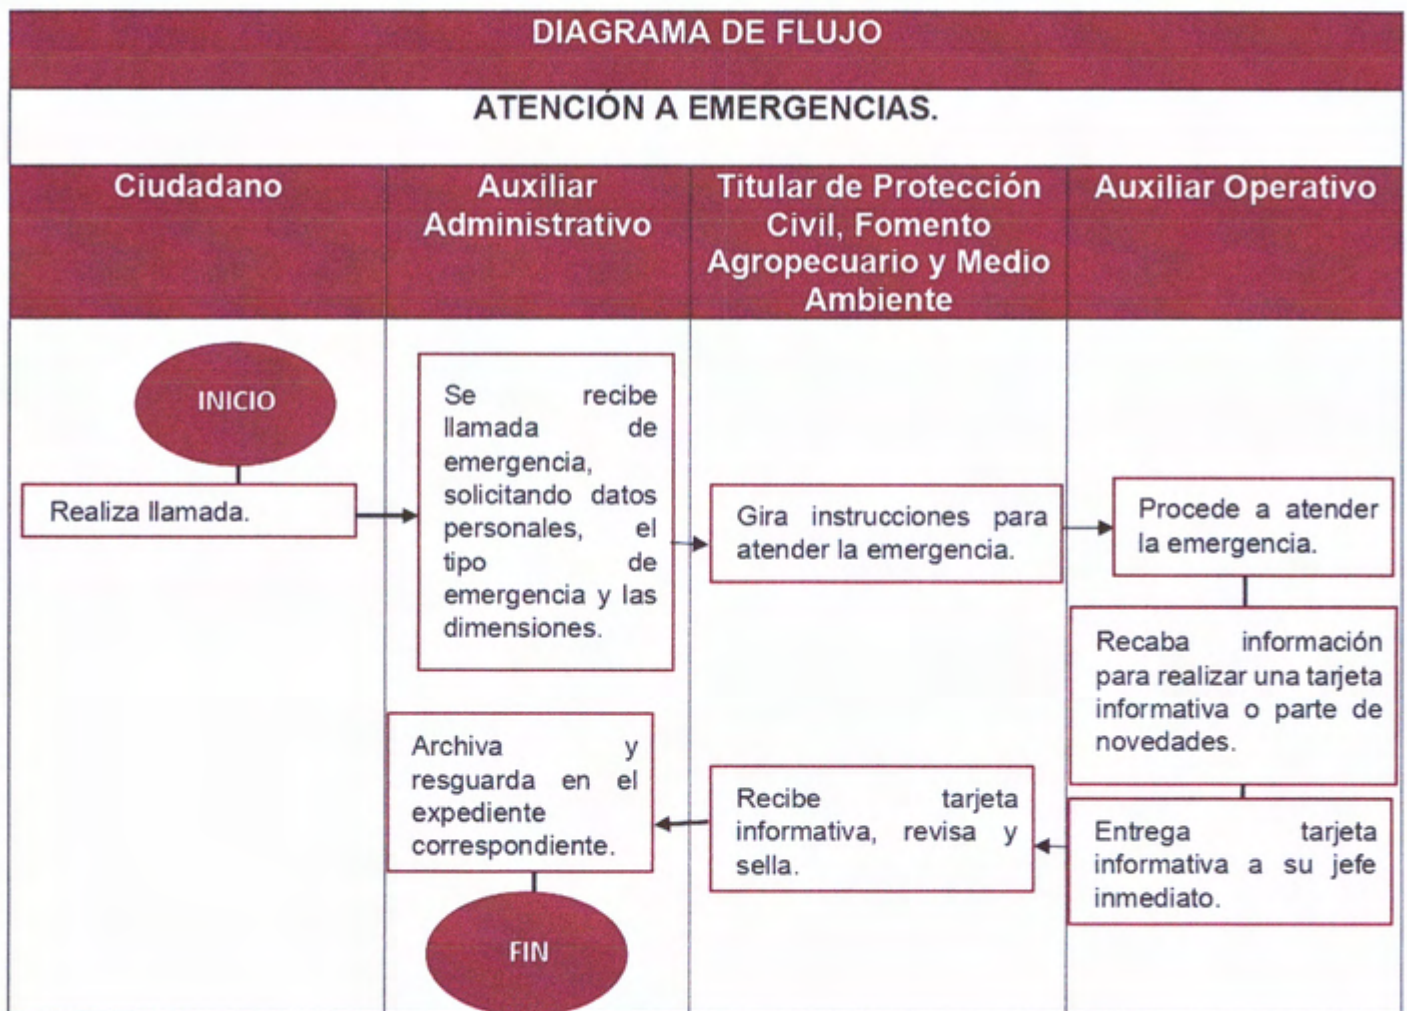 DIAGRAMA DE FLUJO
ATENCIÓN A EMERGENCIAS.
Ciudadano
Auxiliar
Administrativo
Titular de Protección
Civil, Fomento
Agropecuario y Medio
Ambiente
Auxiliar Operativo
INICIO
Realiza llamada.
Se recibe
llamada de
emergencia,
solicitando datos
personales, el
tipo de
emergencia y las
dimensiones.
Gira instrucciones para
atender la emergencia.
Procede a atender
la emergencia.
Recaba información
para realizar una tarjeta
informativa o parte de
novedades.
Entrega tarjeta
informativa a su jefe
inmediato.
Recibe tarjeta
informativa, revisa y
sella.
Archiva y
resguarda en el
expediente
correspondiente.
FIN